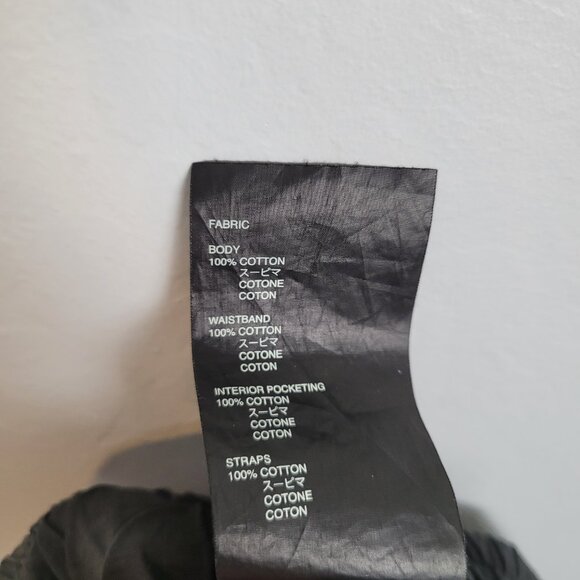 FABRIC
BODY
100% COTTON
スーピマ
COTONE
COTON
WAISTBAND
100% COTTON
スーピマ
COTONE
COTON
INTERIOR POCKETING
100% COTTON
スーピマ
COTONE
COTON
STRAPS
100% COTTON
スーピマ
COTONE
COTON